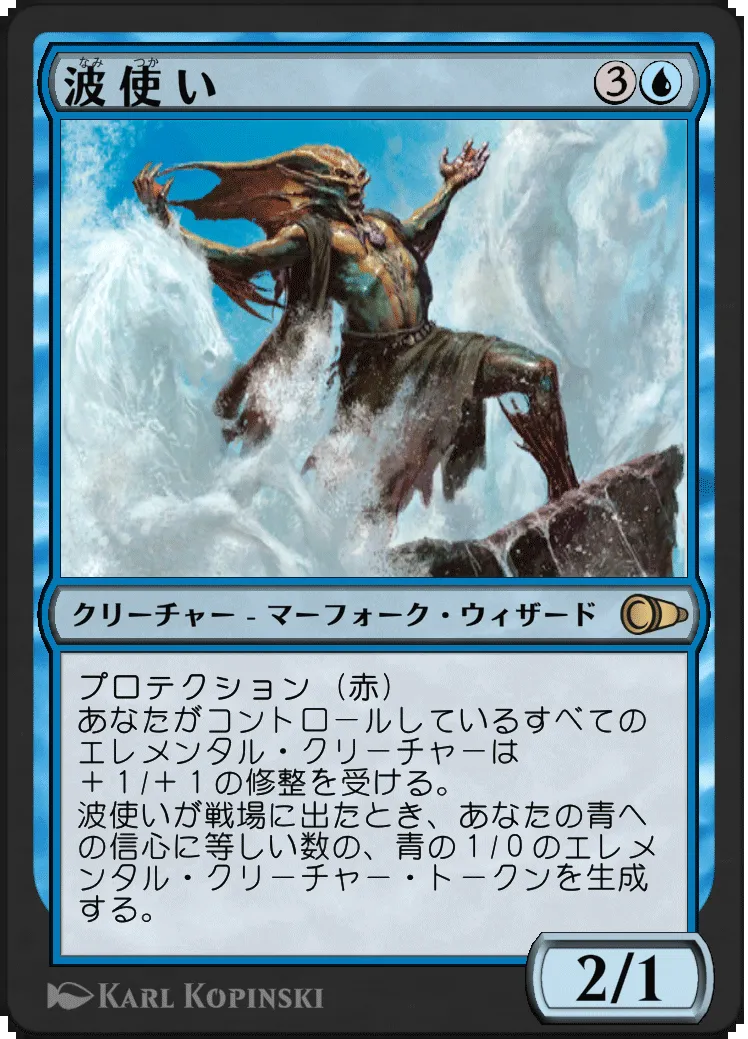 波使い
なみ つか
3
クリーチャー - マーフォーク・ウィザード
プロテクション（赤）
あなたがコントロールしているすべての
エレメンタル・クリーチャーは
＋１/＋１の修整を受ける。
波使いが戦場に出たとき、あなたの青へ
の信心に等しい数の、青の１/０のエレメ
ンタル・クリーチャー・トークンを生成
する。
2/1
KARL KOPINSKI